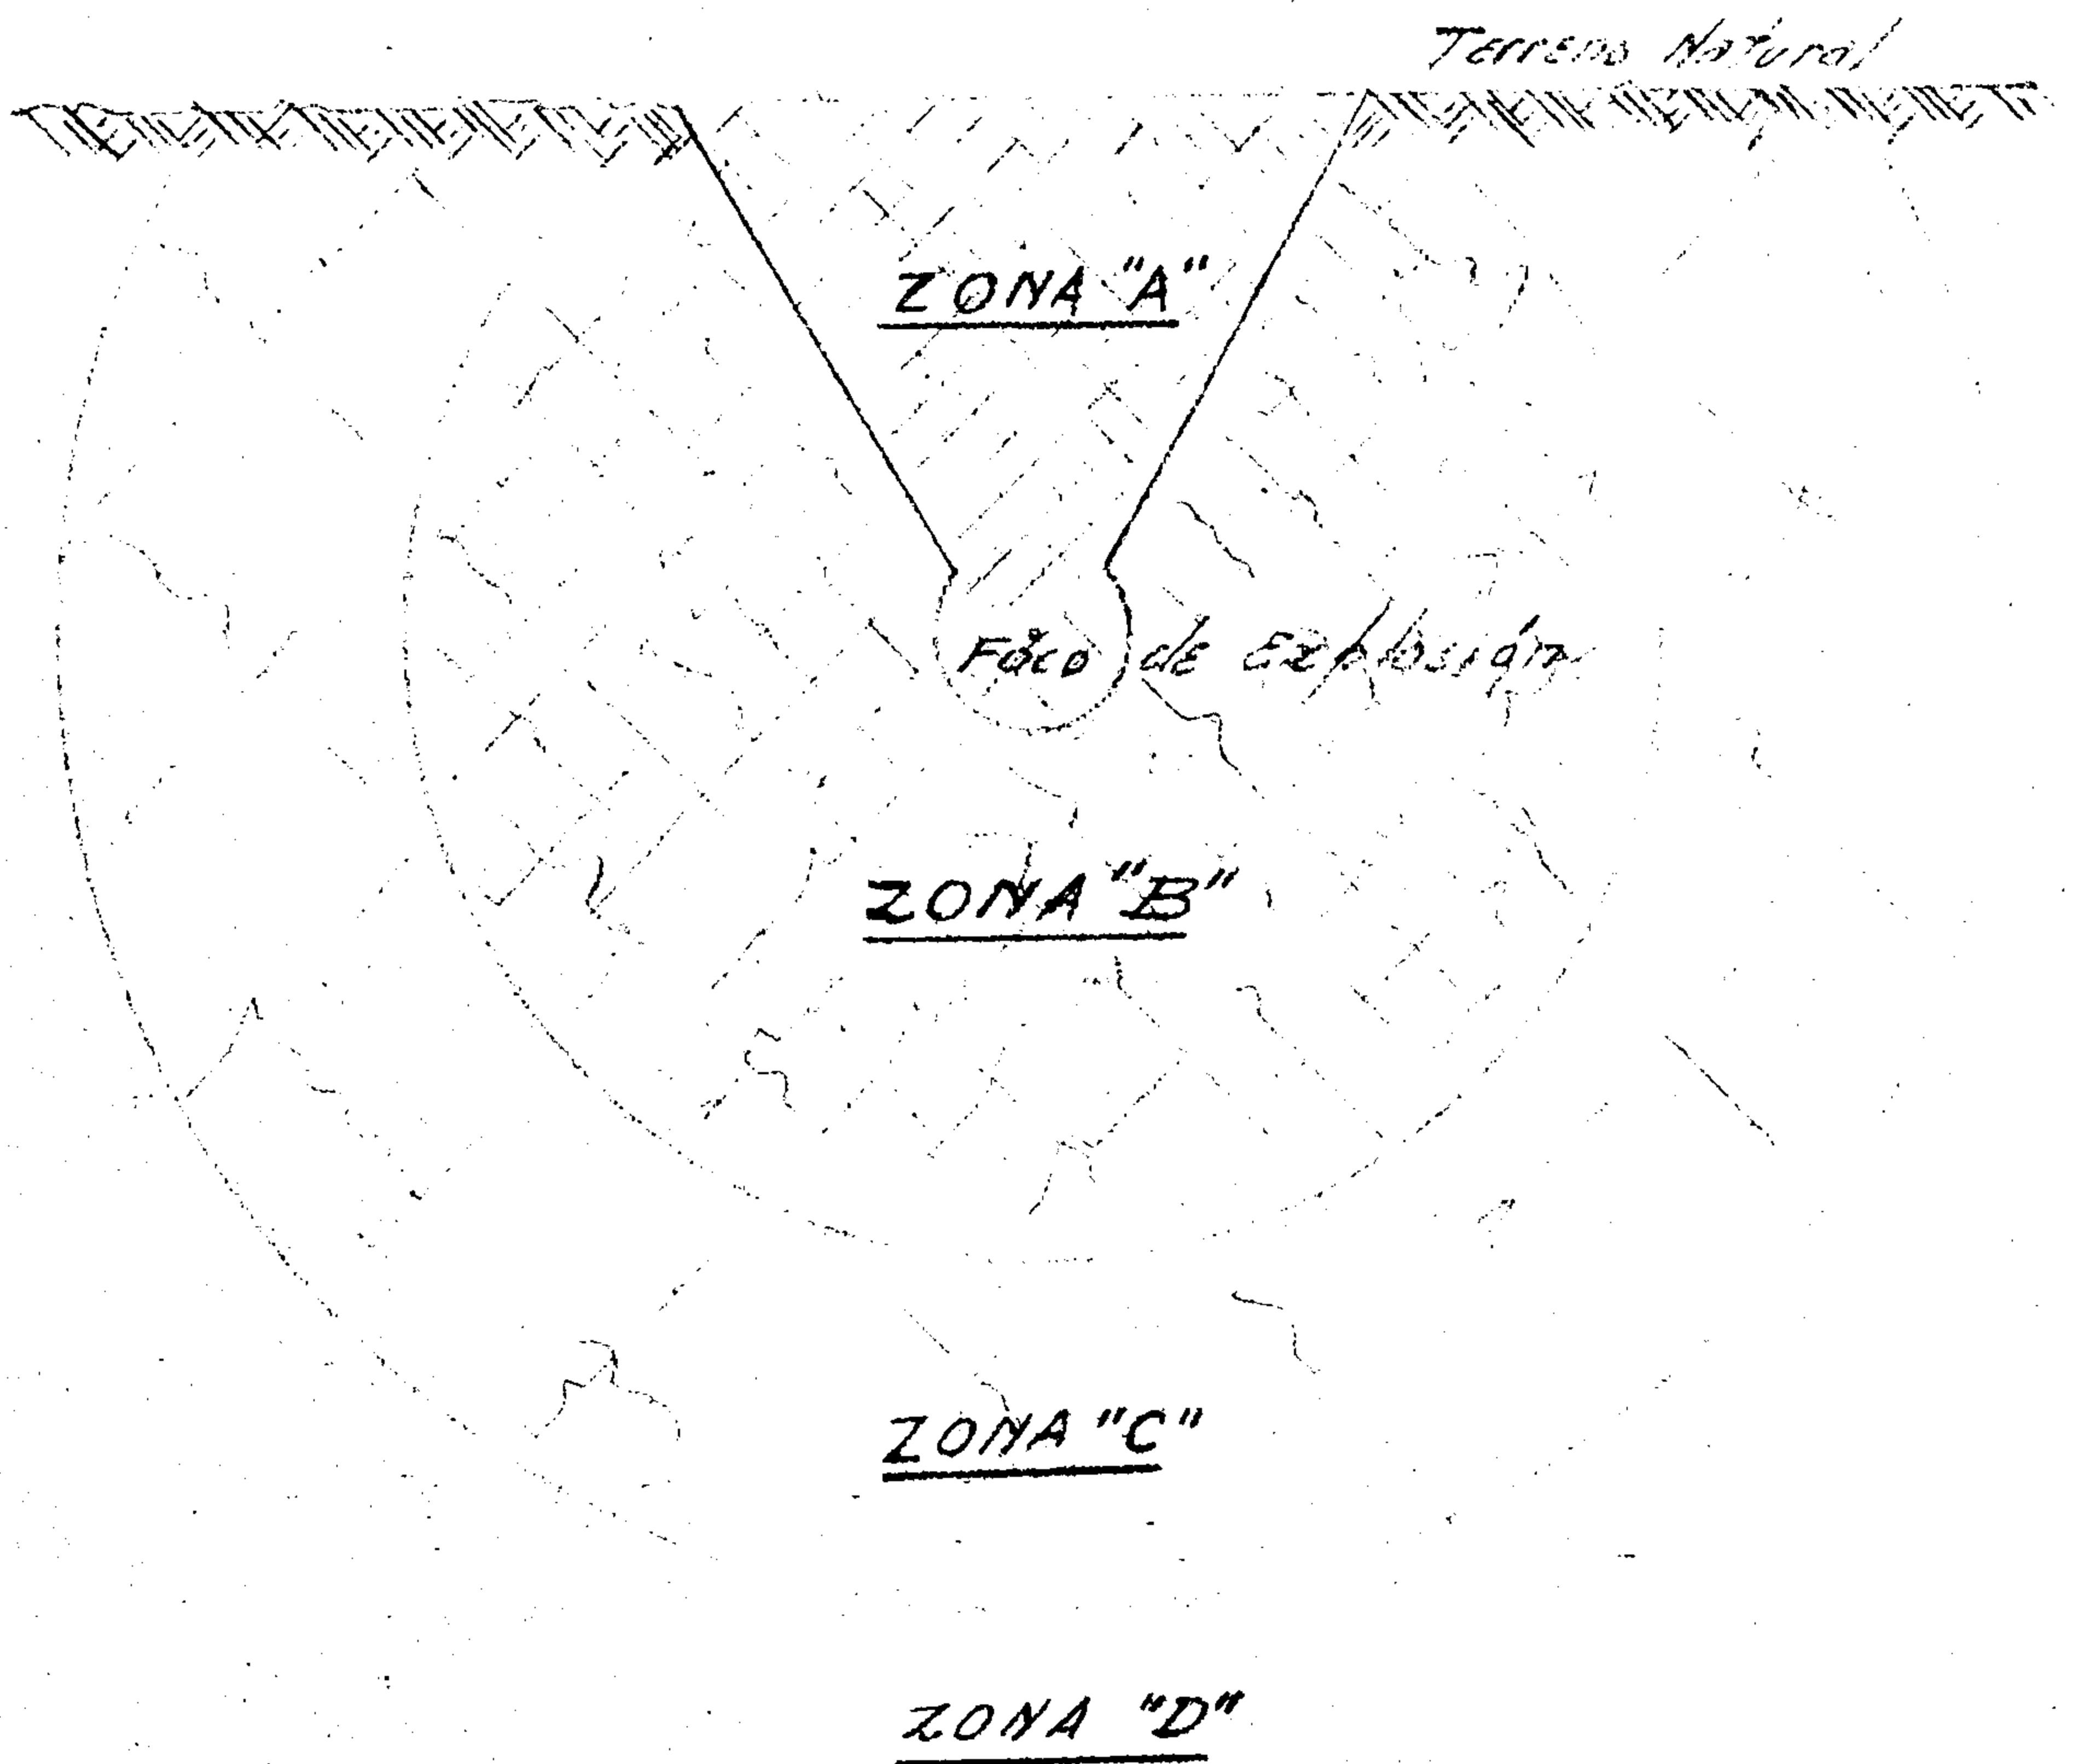 Terreno Natural
ZONA "A"
Foco de Explosión
ZONA "B"
ZONA "C"
ZONA "D"